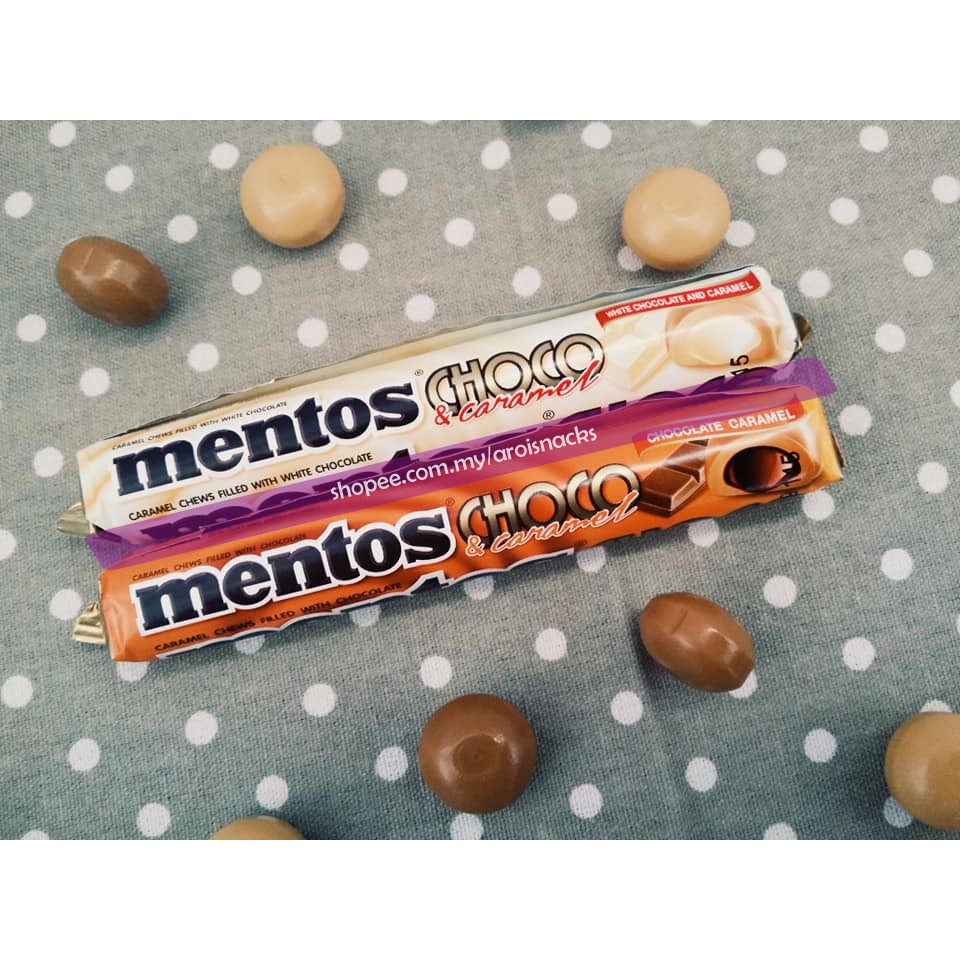 WHITE CHOCOLATE AND CARAMEL
CARAMEL CHEWS FILLED WITH WHITE CHOCOLATE
mentos® CHOCO
& caramel
CARAMEL CHEWS FILLED WITH WHITE CHOCOLATE
®
shopee.com.my/aroisnacks
CHOCOLATE CARAMEL
CARAMEL CHEWS FILLED WITH CHOCOLATE
mentos® CHOCO
& caramel
CARAMEL CHEWS FILLED WITH CHOCOLATE